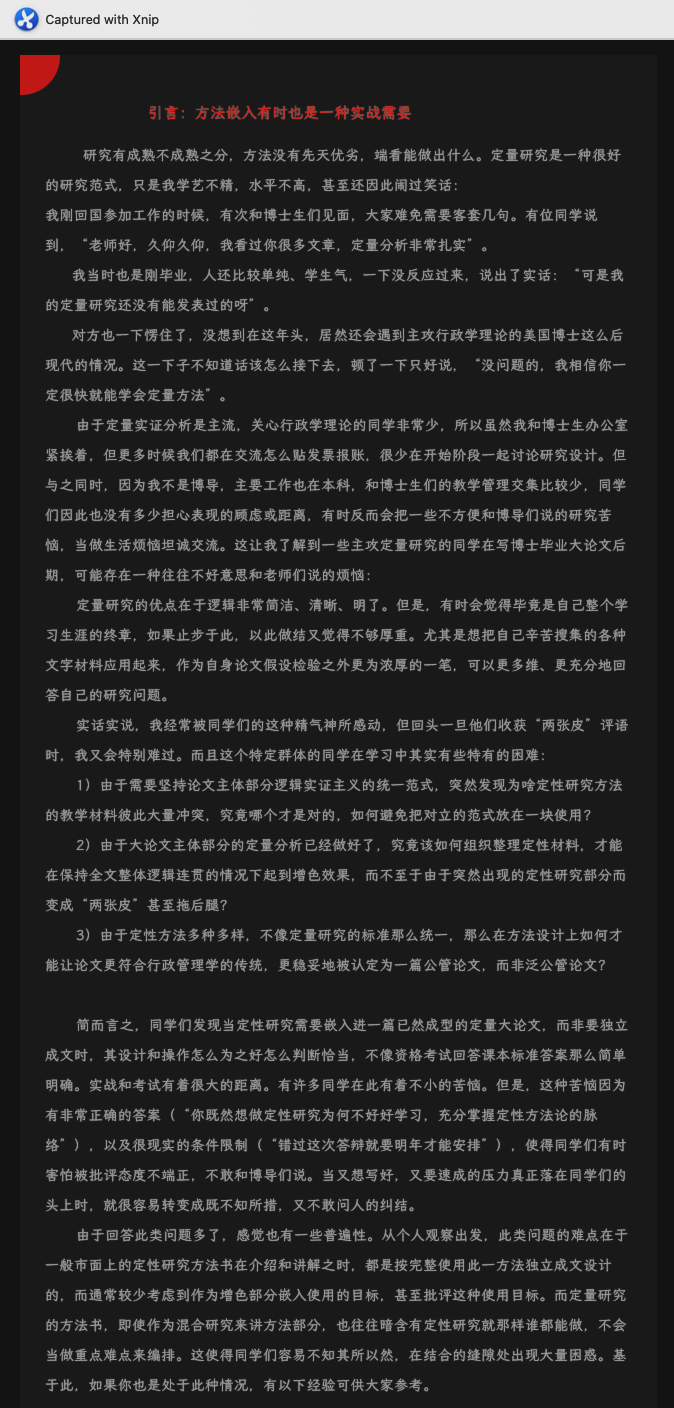 Captured with Xnip
引言：方法嵌入有时也是一种实战需要
研究有成熟不成熟之分，方法没有先天优劣，端看能做出什么。定量研究是一种很好
的研究范式，只是我学艺不精，水平不高，甚至还因此闹过笑话：
我刚回国参加工作的时候，有次和博士生们见面，大家难免需要客套几句。有位同学说
到，“老师好，久仰久仰，我看过你很多文章，定量分析非常扎实”。
我当时也是刚毕业，人还比较单纯、学生气，一下没反应过来，说出了实话：“可是我
的定量研究还没有能发表过的呀”。
对方也一下愣住了，没想到在这年头，居然还会遇到主攻行政学理论的美国博士这么后
现代的情况。这一下子不知道话该怎么接下去，顿了一下只好说，“没问题的，我相信你一
定很快就能学会定量方法”。
由于定量实证分析是主流，关心行政学理论的同学非常少，所以虽然我和博士生办公室
紧挨着，但更多时候我们都在交流怎么贴发票报账，很少在开始阶段一起讨论研究设计。但
与之同时，因为我不是博导，主要工作也在本科，和博士生们的教学管理交集比较少，同学
们因此也没有多少担心表现的顾虑或距离，有时反而会把一些不方便和博导们说的研究苦
恼，当做生活烦恼坦诚交流。这让我了解到一些主攻定量研究的同学在写博士毕业大论文后
期，可能存在一种往往不好意思和老师们说的烦恼：
定量研究的优点在于逻辑非常简洁、清晰、明了。但是，有时会觉得毕竟是自己整个学
习生涯的终章，如果止步于此，以此做结又觉得不够厚重。尤其是想把自己辛苦搜集的各种
文字材料应用起来，作为自身论文假设检验之外更为浓厚的一笔，可以更多维、更充分地回
答自己的研究问题。
实话实说，我经常被同学们的这种精气神所感动，但回头一旦他们收获“两张皮”评语
时，我又会特别难过。而且这个特定群体的同学在学习中其实有些特有的困难：
1）由于需要坚持论文主体部分逻辑实证主义的统一范式，突然发现为啥定性研究方法
的教学材料彼此大量冲突，究竟哪个才是对的，如何避免把对立的范式放在一块使用？
2）由于大论文主体部分的定量分析已经做好了，究竟该如何组织整理定性材料，才能
在保持全文整体逻辑连贯的情况下起到增色效果，而不至于由于突然出现的定性研究部分而
变成“两张皮”甚至拖后腿？
3）由于定性方法多种多样，不像定量研究的标准那么统一，那么在方法设计上如何才
能让论文更符合行政管理学的传统，更稳妥地被认定为一篇公管论文，而非泛公管论文？
简而言之，同学们发现当定性研究需要嵌入进一篇已然成型的定量大论文，而非要独立
成文时，其设计和操作怎么为之好怎么判断恰当，不像资格考试回答课本标准答案那么简单
明确。实战和考试有着很大的距离。有许多同学在此有着不小的苦恼。但是，这种苦恼因为
有非常正确的答案（“你既然想做定性研究为何不好好学习，充分掌握定性方法论的脉
络”），以及很现实的条件限制（“错过这次答辩就要明年才能安排”），使得同学们有时
害怕被批评态度不端正，不敢和博导们说。当又想写好，又要速成的压力真正落在同学们的
头上时，就很容易转变成既不知所措，又不敢问人的纠结。
由于回答此类问题多了，感觉也有一些普遍性。从个人观察出发，此类问题的难点在于
一般市面上的定性研究方法书在介绍和讲解之时，都是按完整使用此一方法独立成文设计
的，而通常较少考虑到作为增色部分嵌入使用的目标，甚至批评这种使用目标。而定量研究
的方法书，即使作为混合研究来讲方法部分，也往往暗含有定性研究就那样谁都能做，不会
当做重点难点来编排。这使得同学们容易不知其所以然，在结合的缝隙处出现大量困惑。基
于此，如果你也是处于此种情况，有以下经验可供大家参考。